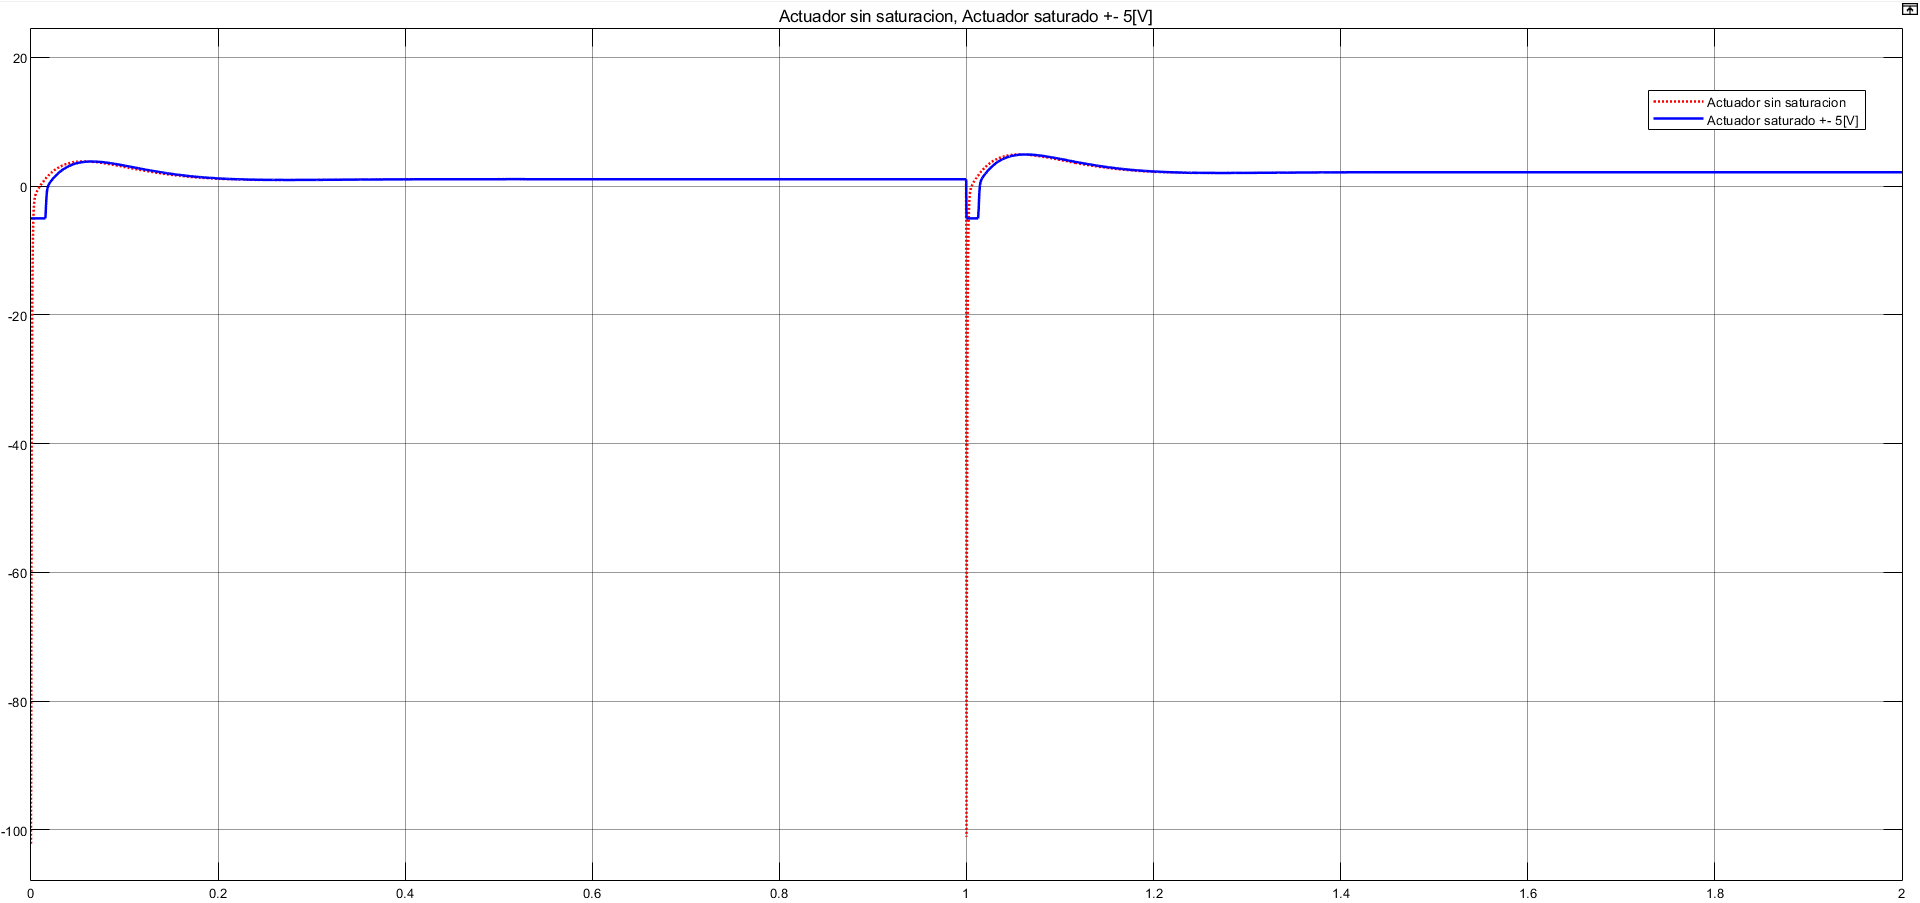 Actuador sin saturacion, Actuador saturado +- 5[V]
20
0
-20
-40
-60
-80
-100
Actuador sin saturacion
Actuador saturado +- 5[V]
0 0.2 0.4 0.6 0.8 1 1.2 1.4 1.6 1.8 2